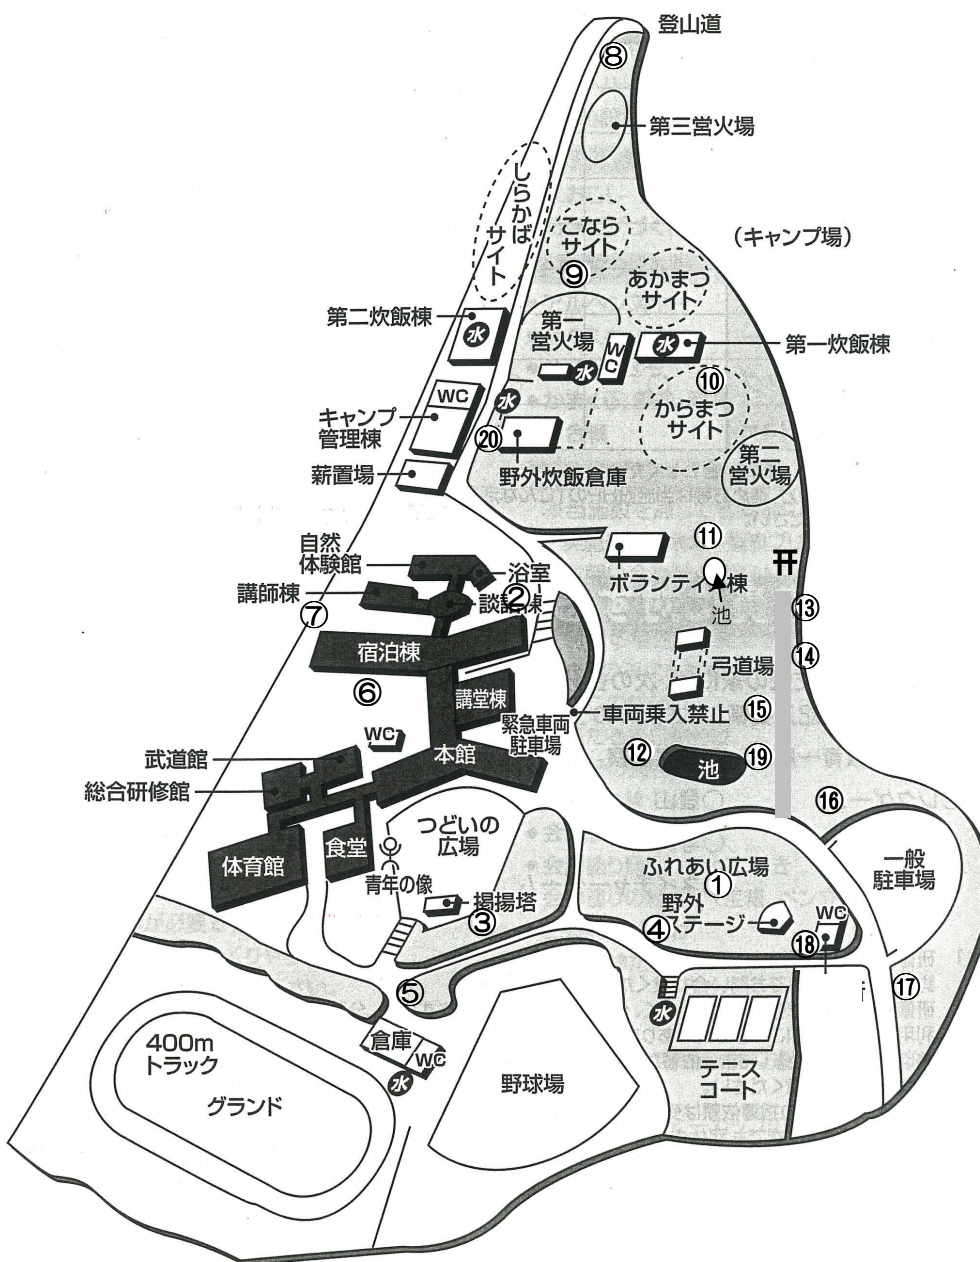 登山道
⑧
第三営火場
しらかば
サイト
こなら
サイト
⑨
(キャンプ場)
あかまつ
サイト
第二炊飯棟
水
第一
営火場
WC
水
第一炊飯棟
水
⑩
からまつ
サイト
WC
キャンプ
管理棟
水
⑳
野外炊飯倉庫
第二
営火場
薪置場
⑪
ボランティ
棟
池
自然
体験館
浴室
講師棟
②
⑦
⑬
宿泊棟
⑭
弓道場
⑥
講堂棟
緊急車両
駐車場
車両乗入禁止
⑮
WC
本館
武道館
総合研修館
⑫
池
⑲
⑯
つどいの
広場
食堂
体育館
青年の像
掲揚塔
③
ふれあい広場
①
野外
ステージ
④
WC
⑱
一般
駐車場
⑰
⑤
倉庫
WC
水
水
テニス
コート
野球場
400m
トラック
グランド